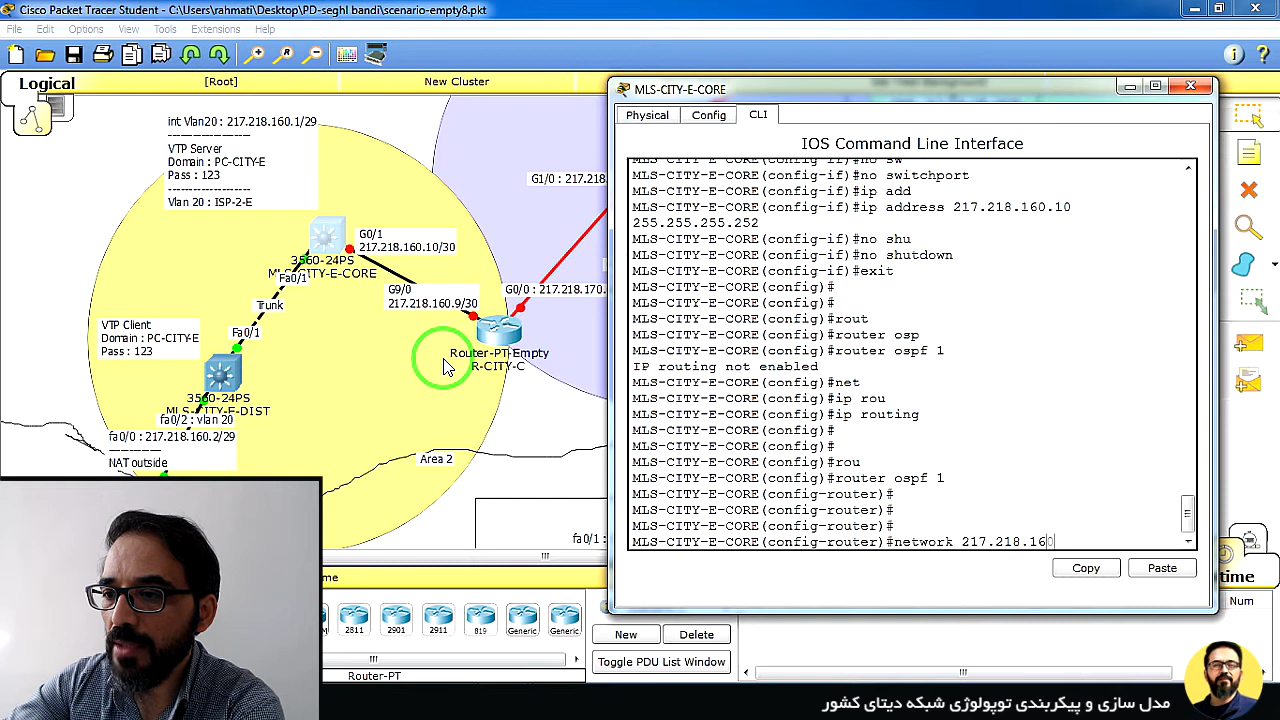 Cisco Packet Tracer Student - C:\Users\rahmati\Desktop\PD-seghl bandi\scenario-empty8.pkt
File Edit Options View Tools Extensions Help
Logical
[Root]
New Cluster
int Vlan20 : 217.218.160.1/29
--------------------
VTP Server
Domain : PC-CITY-E
Pass : 123
--------------------
Vlan 20 : ISP-2-E
G1/0 : 217.218.
G0/1
217.218.160.10/30
3560-24PS
MLS-CITY-E-CORE
Fa0/1
Trunk
G9/0
217.218.160.9/30
G0/0 : 217.218.170.
VTP Client
Domain : PC-CITY-E
Pass : 123
Fa0/1
Router-PT-Empty
R-CITY-C
3560-24PS
MLS-CITY-E-DIST
fa0/2 : vlan 20
fa0/0 : 217.218.160.2/29
NAT outside
Area 2
fa0/1 :
2811
2901
2911
819
Generic
Generic
Router-PT
MLS-CITY-E-CORE
Physical
Config
CLI
IOS Command Line Interface
MLS-CITY-E-CORE(config-if)#no sw
MLS-CITY-E-CORE(config-if)#no switchport
MLS-CITY-E-CORE(config-if)#ip add
MLS-CITY-E-CORE(config-if)#ip address 217.218.160.10
255.255.255.252
MLS-CITY-E-CORE(config-if)#no shu
MLS-CITY-E-CORE(config-if)#no shutdown
MLS-CITY-E-CORE(config-if)#exit
MLS-CITY-E-CORE(config)#
MLS-CITY-E-CORE(config)#
MLS-CITY-E-CORE(config)#rout
MLS-CITY-E-CORE(config)#router osp
MLS-CITY-E-CORE(config)#router ospf 1
IP routing not enabled
MLS-CITY-E-CORE(config)#net
MLS-CITY-E-CORE(config)#ip rou
MLS-CITY-E-CORE(config)#ip routing
MLS-CITY-E-CORE(config)#
MLS-CITY-E-CORE(config)#
MLS-CITY-E-CORE(config)#rou
MLS-CITY-E-CORE(config)#router ospf 1
MLS-CITY-E-CORE(config-router)#
MLS-CITY-E-CORE(config-router)#
MLS-CITY-E-CORE(config-router)#
MLS-CITY-E-CORE(config-router)#network 217.218.160
Copy
Paste
New
Delete
Toggle PDU List Window
Num
مدل سازی و پیکربندی توپولوژی شبکه دیتای کشور